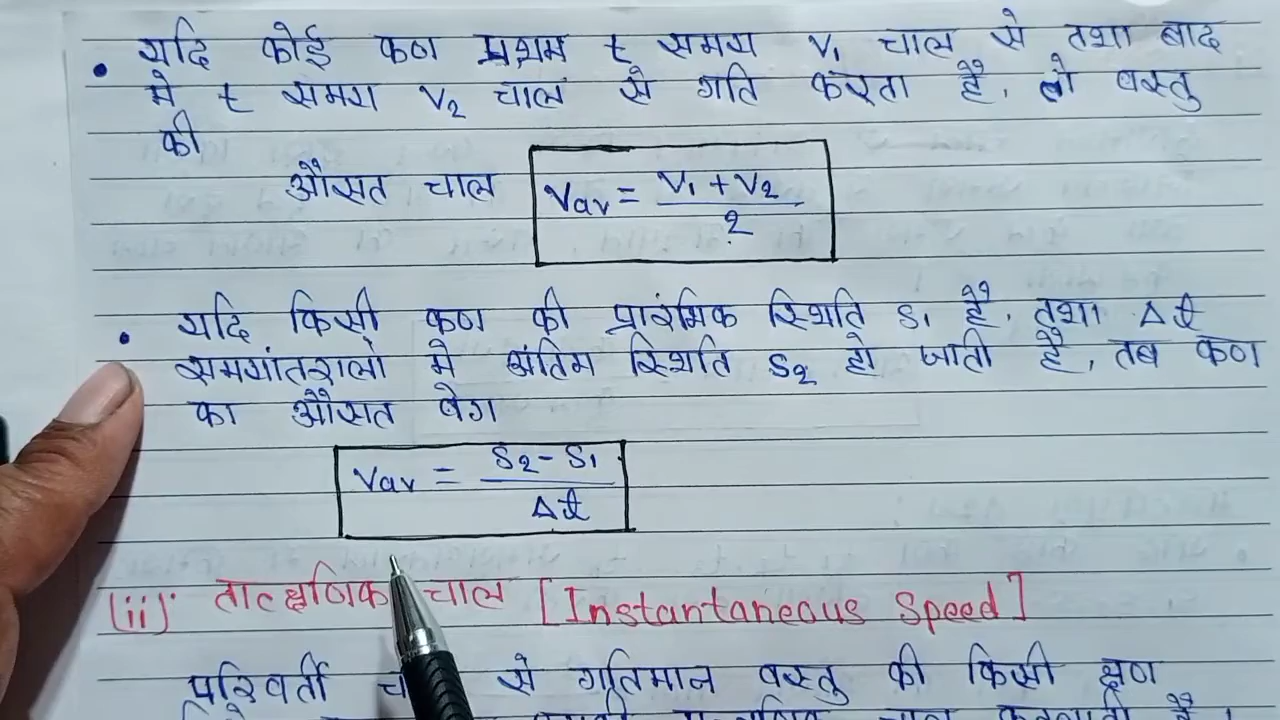 • यदि कोई कण प्रथम t समय V₁ चाल से तथा बाद
में t समय V₂ चाल से गति करता है, तो वस्तु
की
औसत चाल Vav = V₁ + V₂ / 2
• यदि किसी कण की प्रारंभिक स्थिति S₁ है, तथा Δt
समयांतरालो में अंतिम स्थिति S₂ हो जाती है, तब कण
का औसत वेग
Vav = S₂ - S₁ / Δt
(ii) तात्क्षणिक चाल [Instantaneous Speed]
परिवर्ती से गतिमान वस्तु की किसी क्षण
चाल कहलाती है।